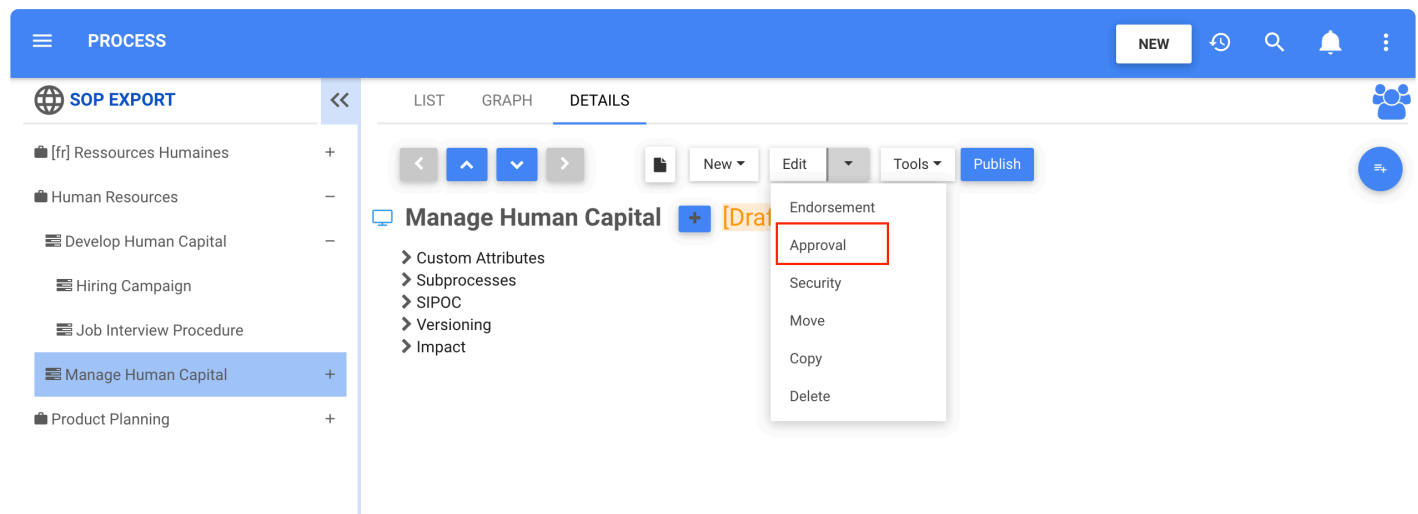 PROCESS
NEW
SOP EXPORT
LIST GRAPH DETAILS
[fr] Ressources Humaines
New Edit Tools Publish
Human Resources
Endorsement
Manage Human Capital
Develop Human Capital
Approval
Custom Attributes
Subprocesses
Hiring Campaign
Security
SIPOC
Versioning
Job Interview Procedure
Move
Impact
Copy
Manage Human Capital
Delete
Product Planning